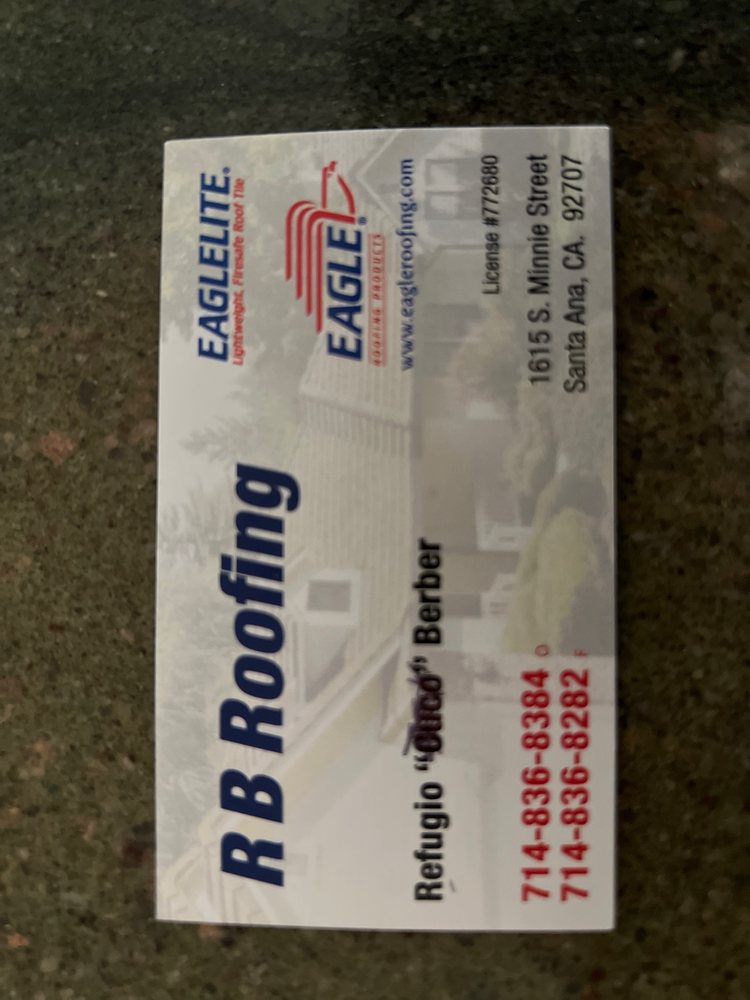 R B Roofing
EAGLELITE®
Lightweight, Firesafe Roof Tile
EAGLE®
ROOFING PRODUCTS
www.eagleroofing.com
Refugio “ ” Berber
License #772680
714-836-8384 O
714-836-8282 F
1615 S. Minnie Street
Santa Ana, CA. 92707